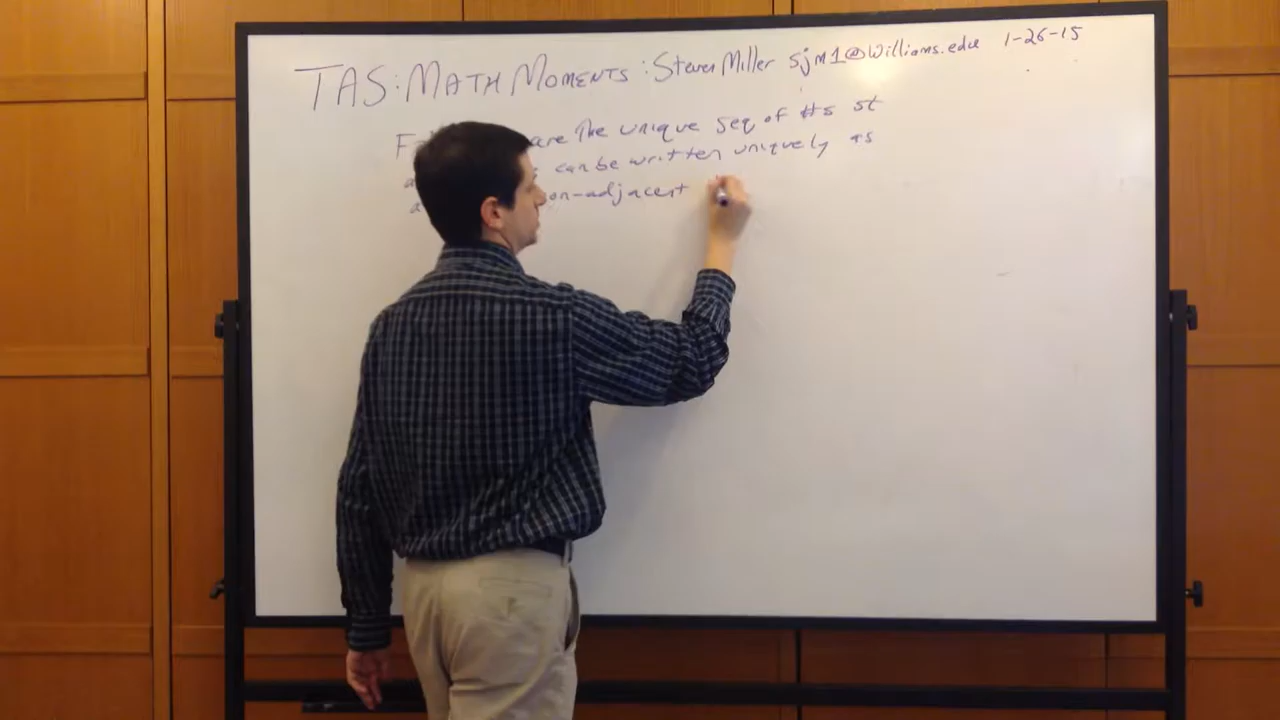 TAS: MATH MOMENTS : Steven Miller sjm1@Williams.edu 1-26-15
F are the unique seq of #s st
a can be written uniquely as
a on-adjacent